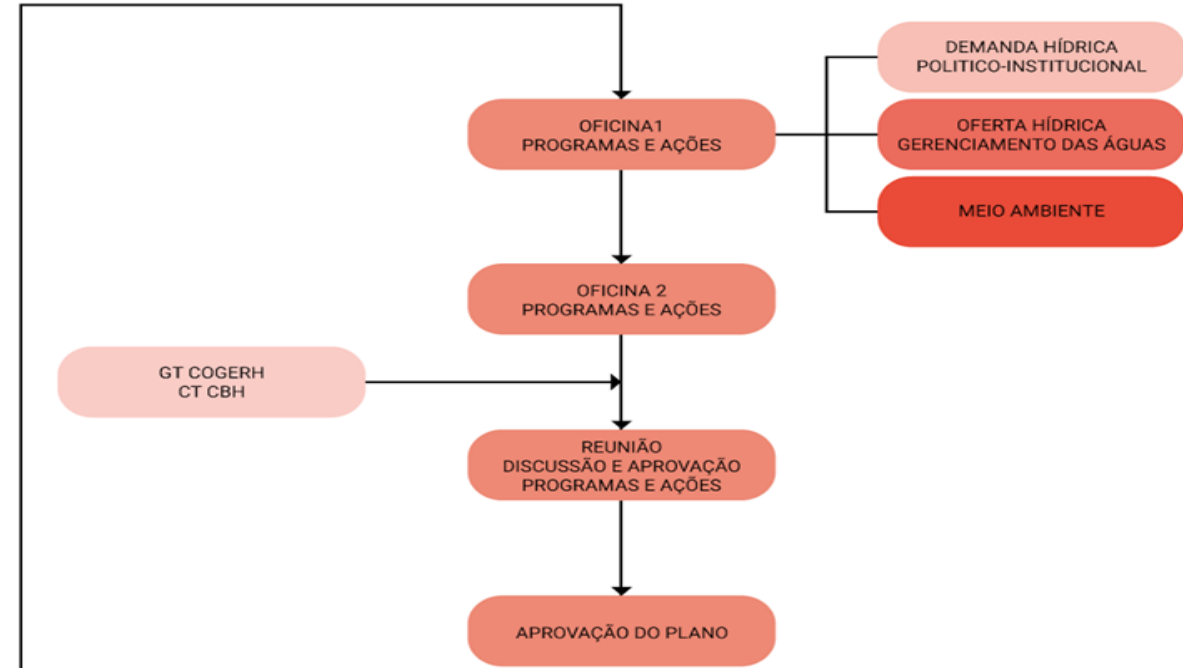 DEMANDA HÍDRICA
POLITICO-INSTITUCIONAL
OFICINA1
PROGRAMAS E AÇÕES
OFERTA HÍDRICA
GERENCIAMENTO DAS ÁGUAS
MEIO AMBIENTE
OFICINA 2
PROGRAMAS E AÇÕES
GT COGERH
CT CBH
REUNIÃO
DISCUSSÃO E APROVAÇÃO
PROGRAMAS E AÇÕES
APROVAÇÃO DO PLANO